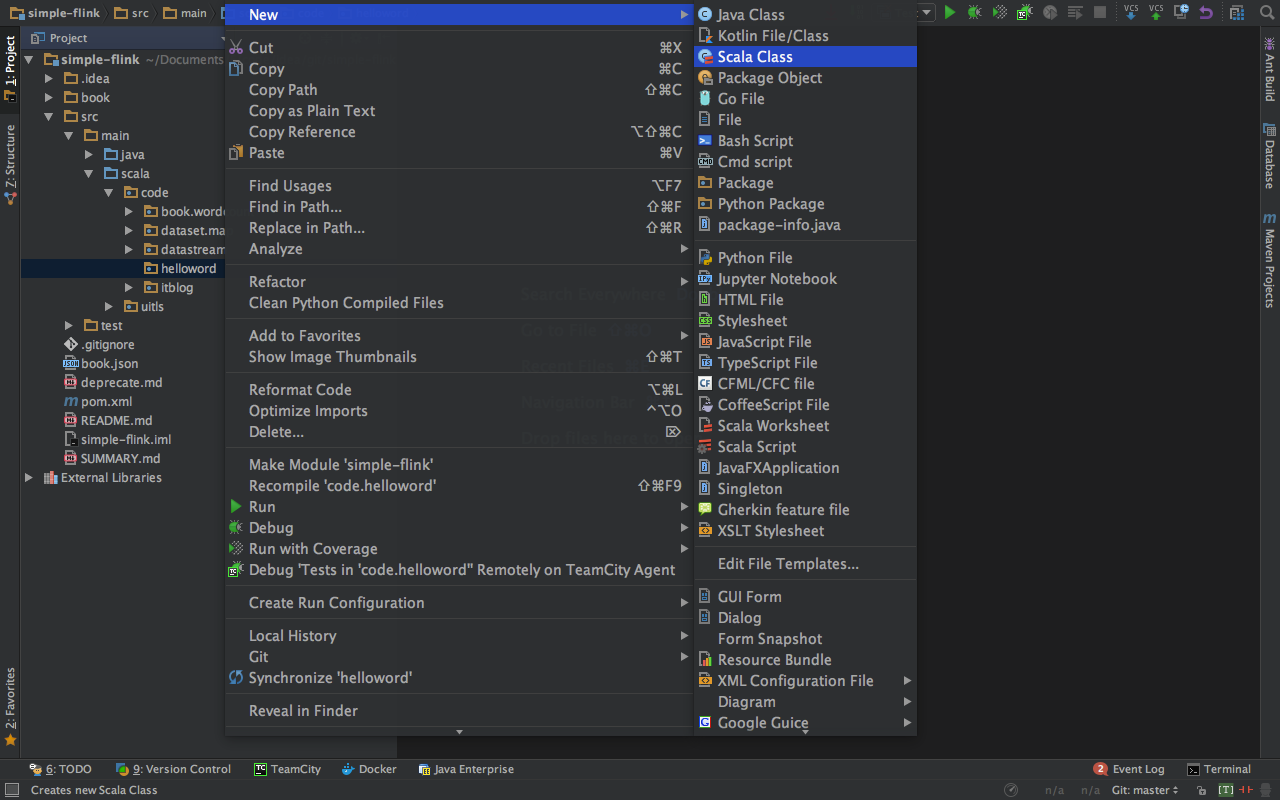 simple-flink
src
main
Project
simple-flink ~/Documents
.idea
book
src
main
java
scala
code
book.word
dataset.ma
datastream
helloword
itblog
uitls
test
.gitignore
book.json
deprecate.md
pom.xml
README.md
simple-flink.iml
SUMMARY.md
External Libraries
1: Project
Z: Structure
2: Favorites
New
Cut ⌘X
Copy ⌘C
Copy Path ⇧⌘C
Copy as Plain Text
Copy Reference ⌥⇧⌘C
Paste ⌘V
Find Usages ⌥F7
Find in Path... ⇧⌘F
Replace in Path... ⇧⌘R
Analyze
Refactor
Clean Python Compiled Files
Add to Favorites
Show Image Thumbnails ⇧⌘T
Reformat Code ⌥⌘L
Optimize Imports ^⌥O
Delete... ⌦
Make Module 'simple-flink'
Recompile 'code.helloword' ⇧⌘F9
Run
Debug
Run with Coverage
Debug 'Tests in 'code.helloword'' Remotely on TeamCity Agent
Create Run Configuration
Local History
Git
Synchronize 'helloword'
Reveal in Finder
Java Class
Kotlin File/Class
Scala Class
Package Object
Go File
File
Bash Script
Cmd script
Package
Python Package
package-info.java
Python File
Jupyter Notebook
HTML File
Stylesheet
JavaScript File
TypeScript File
CFML/CFC file
CoffeeScript File
Scala Worksheet
Scala Script
JavaFXApplication
Singleton
Gherkin feature file
XSLT Stylesheet
Edit File Templates...
GUI Form
Dialog
Form Snapshot
Resource Bundle
XML Configuration File
Diagram
Google Guice
VCS
VCS
Ant Build
Database
Maven Projects
6: TODO
9: Version Control
TeamCity
Docker
Java Enterprise
2 Event Log
Terminal
Creates new Scala Class
n/a
n/a
Git: master
[T]